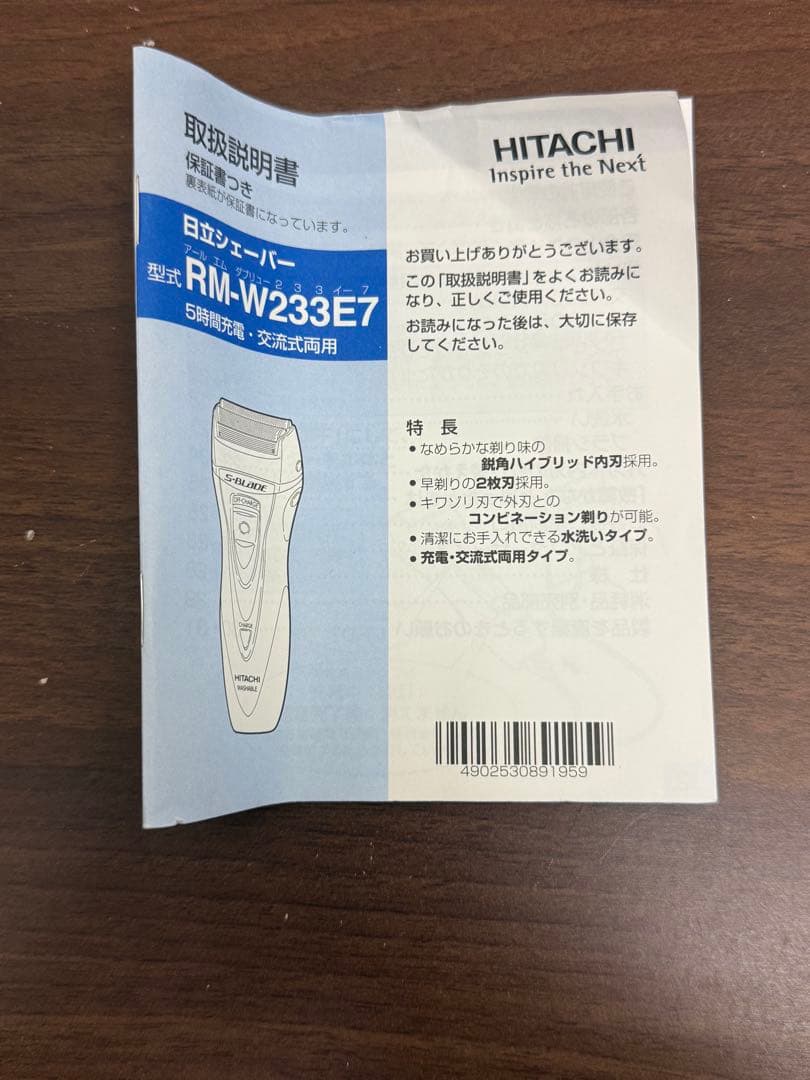 取扱説明書
保証書つき
裏表紙が保証書になっています。
日立シェーバー
アール エム ダブリュー 2 3 3 イー 7
型式 RM-W233E7
5時間充電・交流式両用
HITACHI
Inspire the Next
お買い上げありがとうございます。
この「取扱説明書」をよくお読みに
なり、正しくご使用ください。
お読みになった後は、大切に保存
してください。
特 長
● なめらかな剃り味の
鋭角ハイブリッド内刃採用。
● 早剃りの2枚刃採用。
● キワゾリ刃で外刃との
コンビネーション剃りが可能。
● 清潔にお手入れできる水洗いタイプ。
● 充電・交流式両用タイプ。
S-BLADE
OFF・CHARGE
CHARGE
HITACHI
WASHABLE
4902530891959